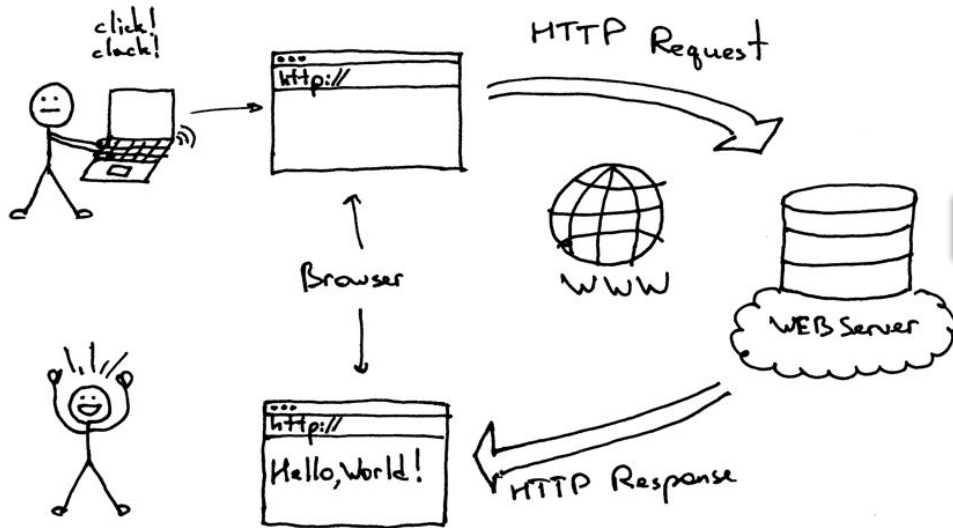 click!
clack!
HTTP Request
http://
Browser
WWW
WEB Server
http://
Hello, World!
HTTP Response